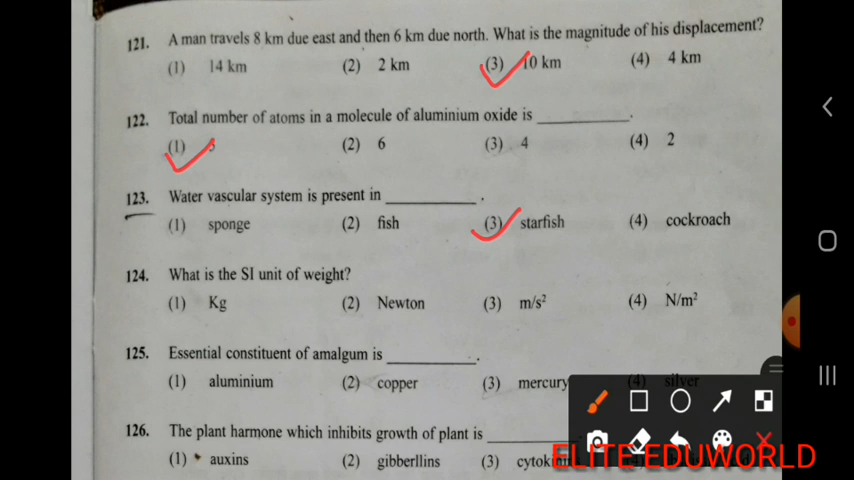 121. A man travels 8 km due east and then 6 km due north. What is the magnitude of his displacement?
(1) 14 km (2) 2 km (3) 10 km (4) 4 km
122. Total number of atoms in a molecule of aluminium oxide is ________.
(1) (2) 6 (3) 4 (4) 2
123. Water vascular system is present in ________.
(1) sponge (2) fish (3) starfish (4) cockroach
124. What is the SI unit of weight?
(1) Kg (2) Newton (3) m/s² (4) N/m²
125. Essential constituent of amalgum is ________.
(1) aluminium (2) copper (3) mercury (4) silver
126. The plant harmone which inhibits growth of plant is ________
(1) auxins (2) gibberllins (3)
ELITE EDUWORLD